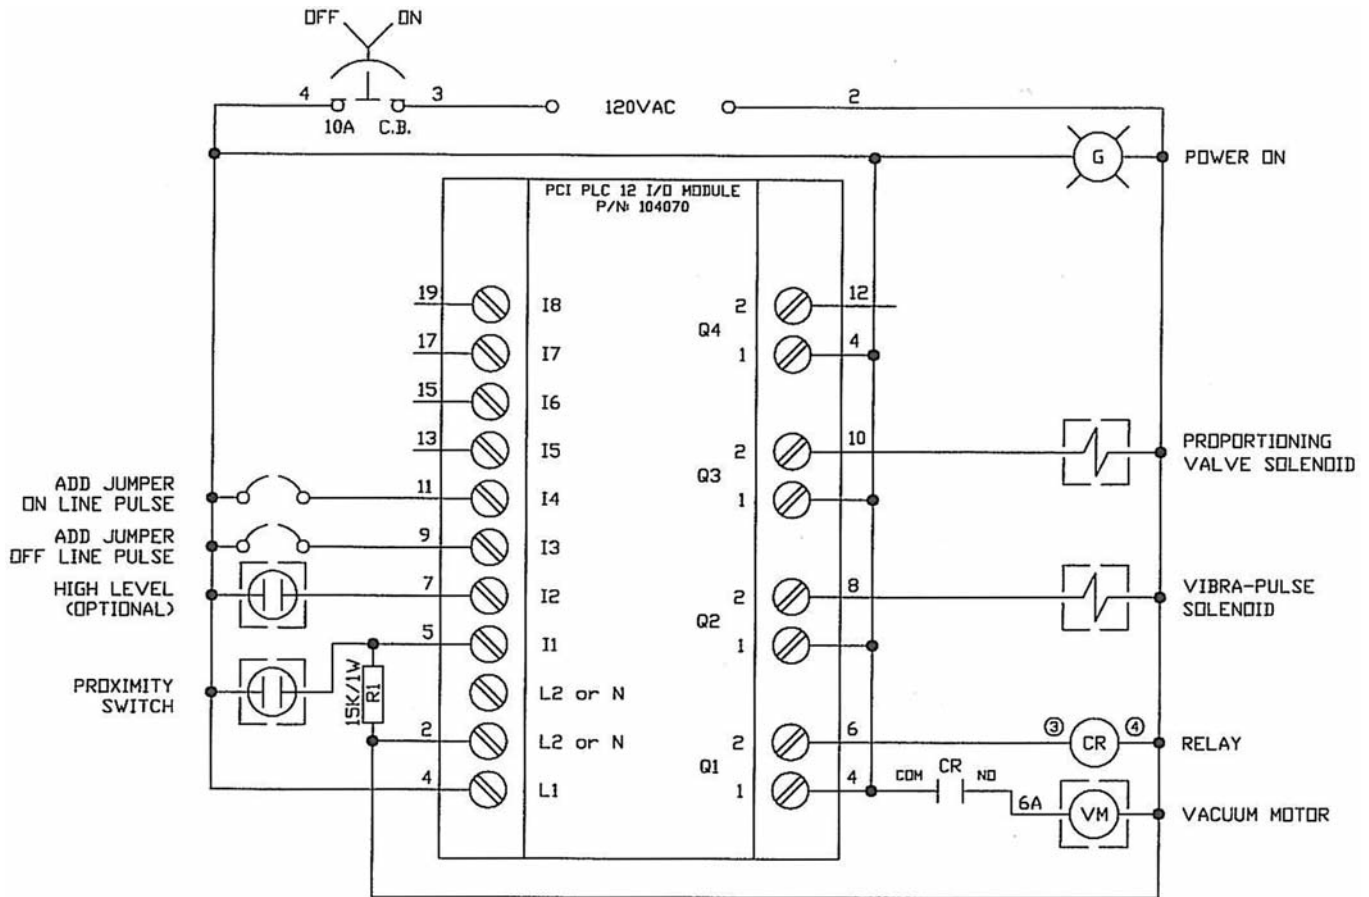 OFF ON
4 3 120VAC 2
10A C.B.
G POWER ON
PCI PLC 12 I/O MODULE
P/N: 104070
19 I8 2 12
Q4
17 I7 1 4
15 I6
13 I5 2 10 PROPORTIONING
VALVE SOLENOID
Q3
ADD JUMPER
ON LINE PULSE 11 I4 1
ADD JUMPER
OFF LINE PULSE 9 I3
HIGH LEVEL
(OPTIONAL) 7 I2 2 8 VIBRA-PULSE
SOLENOID
Q2
5 I1 1
PROXIMITY
SWITCH 15K/1W R1 L2 or N
2 L2 or N 2 6 3 CR 4 RELAY
Q1
4 L1 1 4 COM CR NO
6A VM VACUUM MOTOR